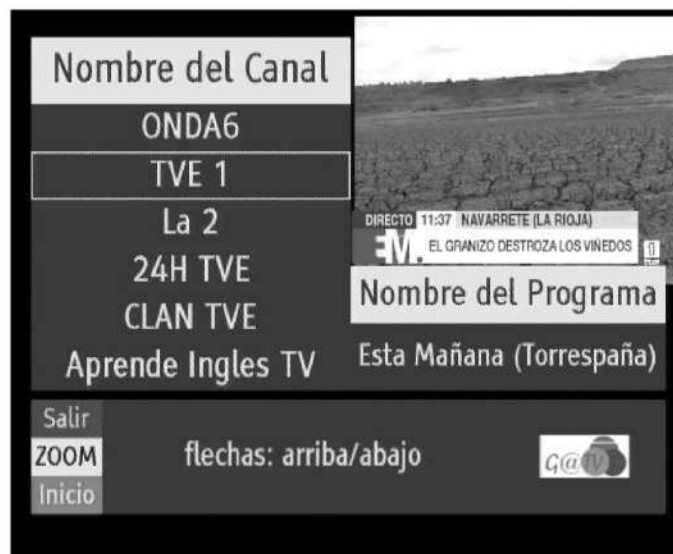 Nombre del Canal
ONDA6
TVE 1
La 2
24H TVE
CLAN TVE
Aprende Ingles TV
DIRECTO 11:37 NAVARRETE (LA RIOJA)
EM. EL GRANIZO DESTROZA LOS VIÑEDOS
Nombre del Programa
Esta Mañana (Torrespaña)
Salir
ZOOM
Inicio
flechas: arriba/abajo
G@TV